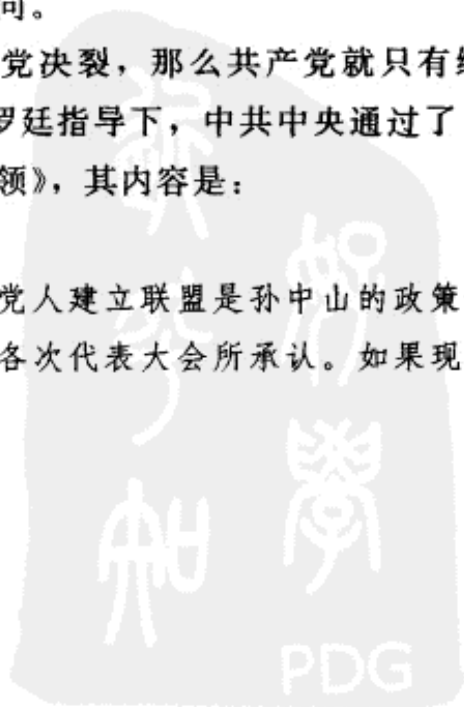 问。
党决裂，那么共产党就只有
罗廷指导下，中共中央通过了
领》，其内容是：
党人建立联盟是孙中山的政策
各次代表大会所承认。如果现
PDG